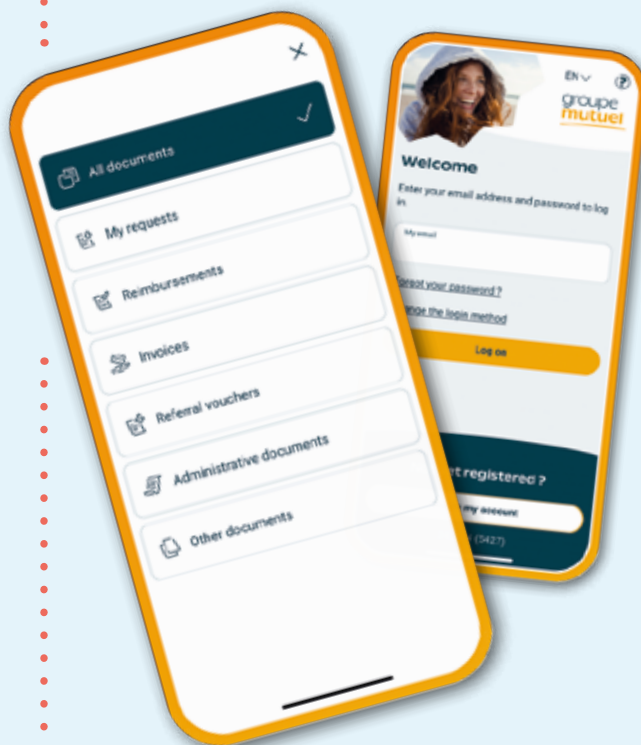 All documents
My requests
Reimbursements
Invoices
Referral vouchers
Administrative documents
Other documents
EN
?
groupe
mutuel
Welcome
Enter your email address and password to log
in.
My email
Forgot your password ?
the login method
Log on
registered ?
my account
(5427)